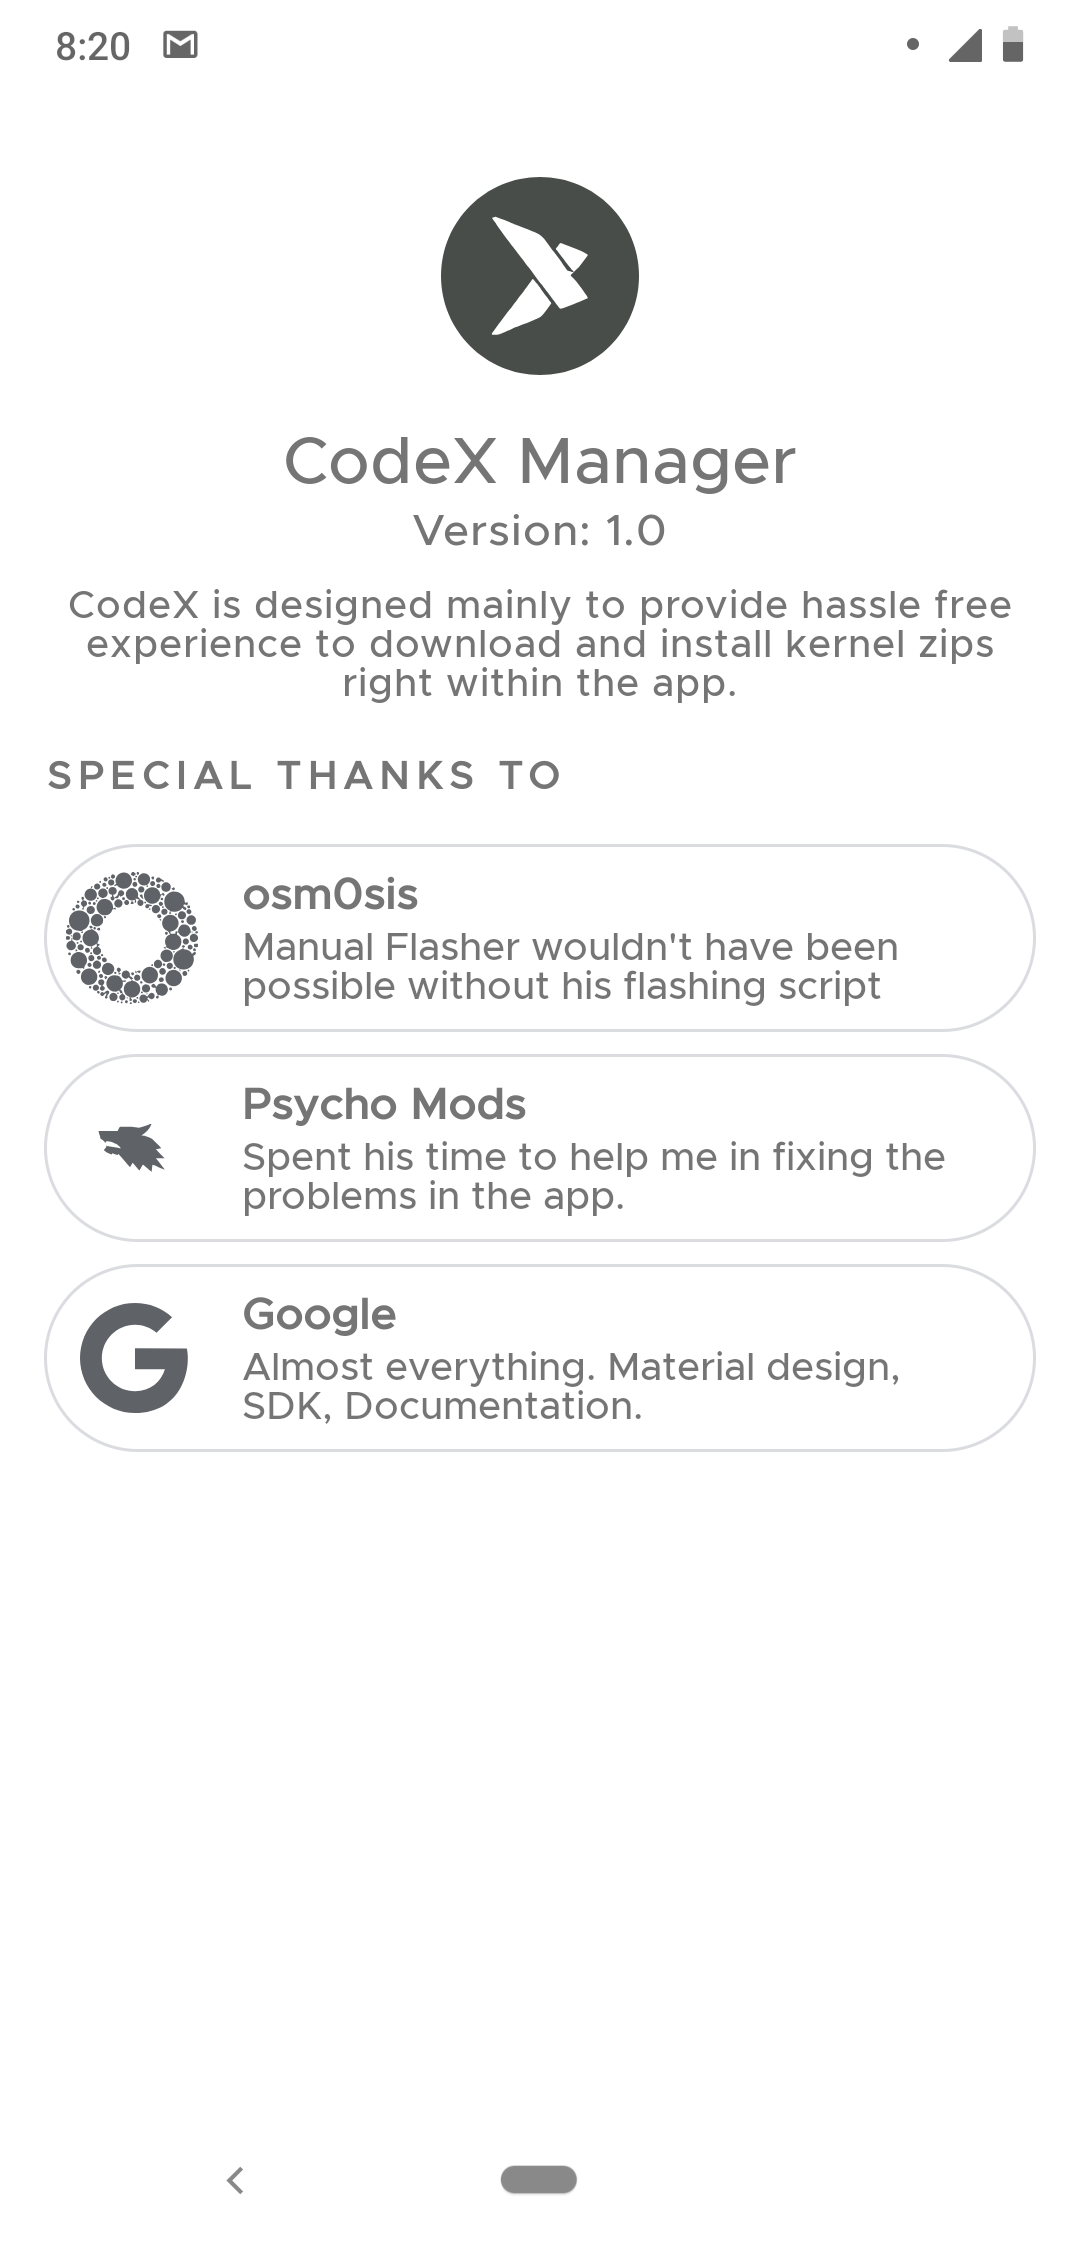 8:20
CodeX Manager
Version: 1.0
CodeX is designed mainly to provide hassle free
experience to download and install kernel zips
right within the app.
SPECIAL THANKS TO
osm0sis
Manual Flasher wouldn't have been
possible without his flashing script
Psycho Mods
Spent his time to help me in fixing the
problems in the app.
Google
Almost everything. Material design,
SDK, Documentation.